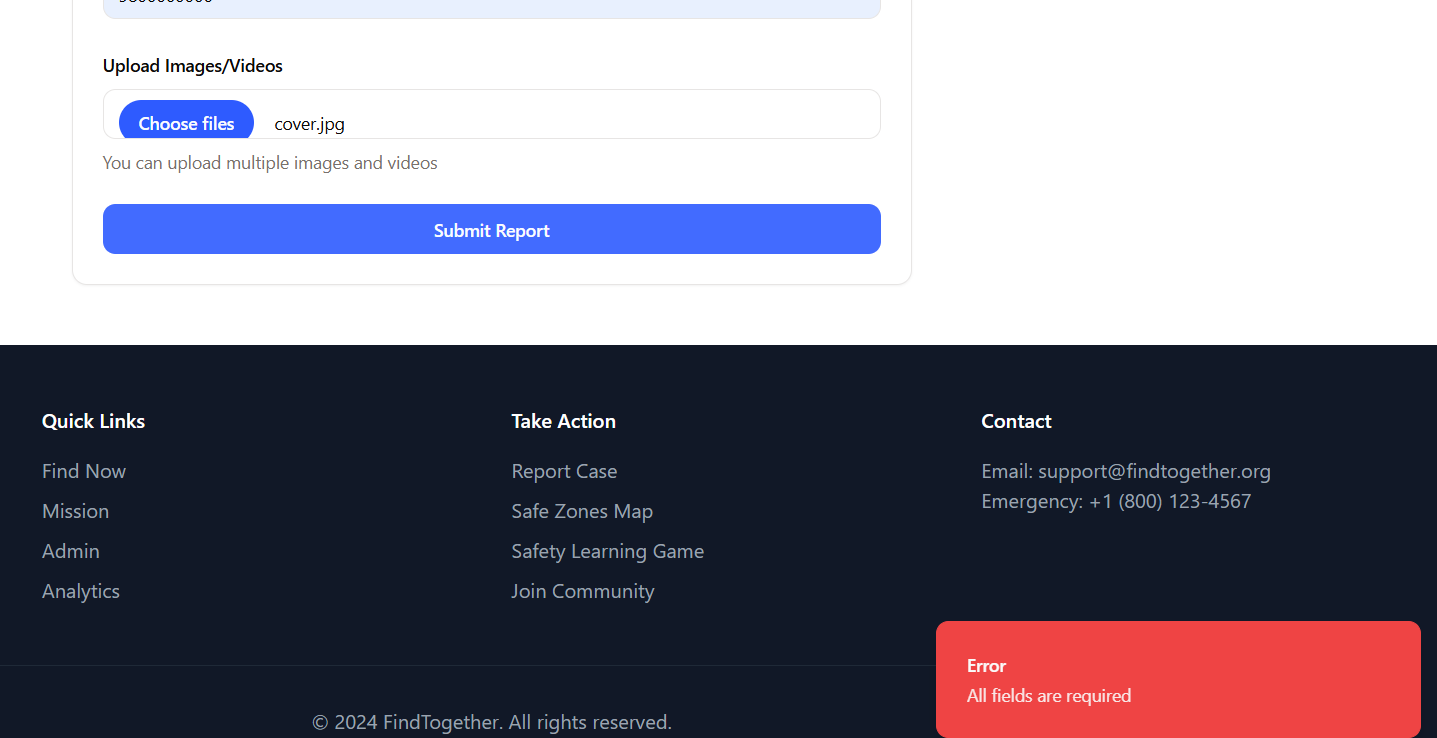 Upload Images/Videos
Choose files cover.jpg
You can upload multiple images and videos
Submit Report
Quick Links
Find Now
Mission
Admin
Analytics
Take Action
Report Case
Safe Zones Map
Safety Learning Game
Join Community
Contact
Email: support@findtogether.org
Emergency: +1 (800) 123-4567
Error
All fields are required
© 2024 FindTogether. All rights reserved.